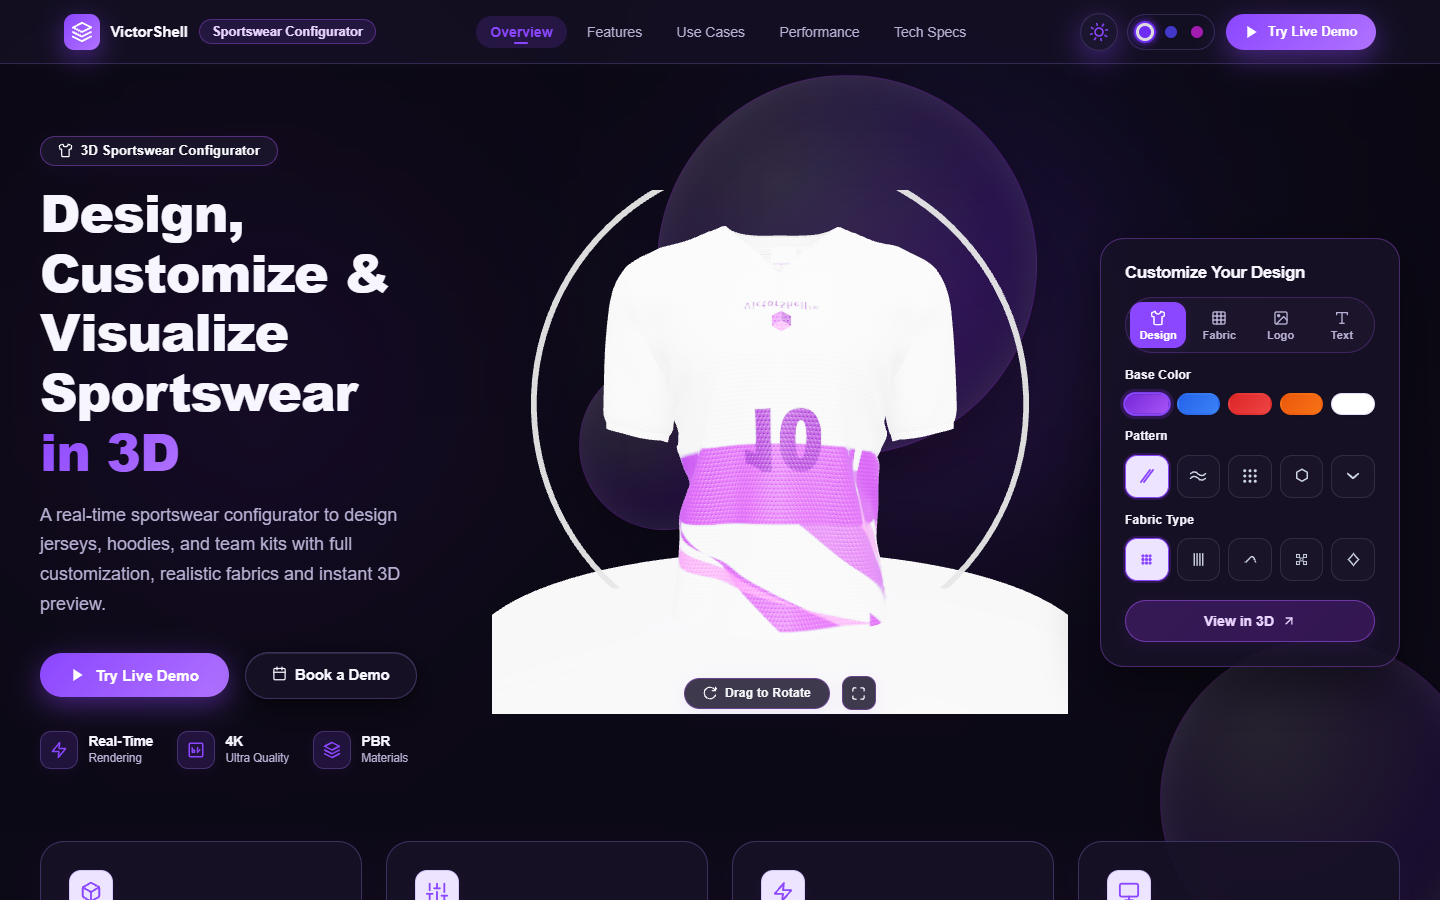 VictorShell
Sportswear Configurator
Overview
Features
Use Cases
Performance
Tech Specs
Try Live Demo
3D Sportswear Configurator
Design,
Customize &
Visualize
Sportswear
in 3D
A real-time sportswear configurator to design
jerseys, hoodies, and team kits with full
customization, realistic fabrics and instant 3D
preview.
Try Live Demo
Book a Demo
Real-Time
Rendering
4K
Ultra Quality
PBR
Materials
10
Drag to Rotate
Customize Your Design
Design
Fabric
Logo
Text
Base Color
Pattern
Fabric Type
View in 3D